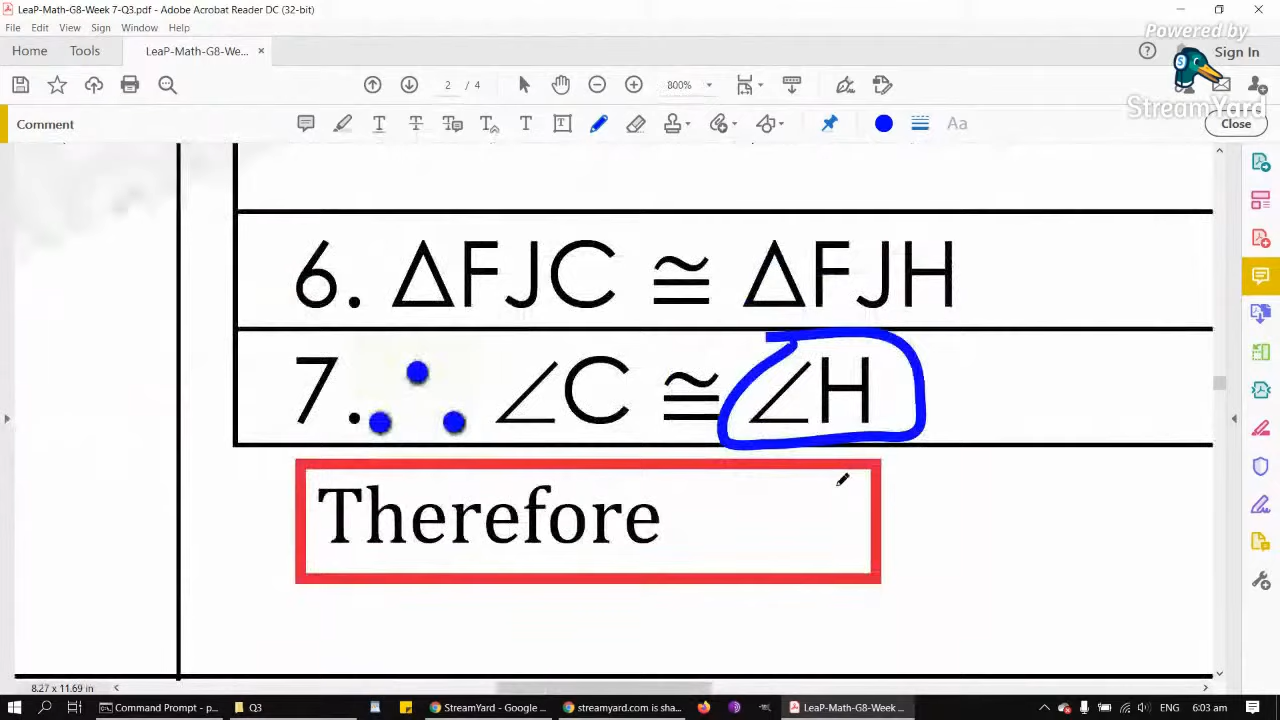 LeaP-Math-G8-Week 7-Q3.pdf - Adobe Acrobat Reader DC (32-bit)
File Edit View Sign Window Help
Powered by
StreamYard
Home Tools LeaP-Math-G8-We... × Sign In
2 / 4 800%
Comment Close
6. ΔFJC ≅ ΔFJH
7. ∴ ∠C ≅ ∠H
Therefore
8.27 x 11.69 in
Command Prompt - p... Q3 StreamYard - Google ... streamyard.com is sha... LeaP-Math-G8-Week ... ENG 6:03 am